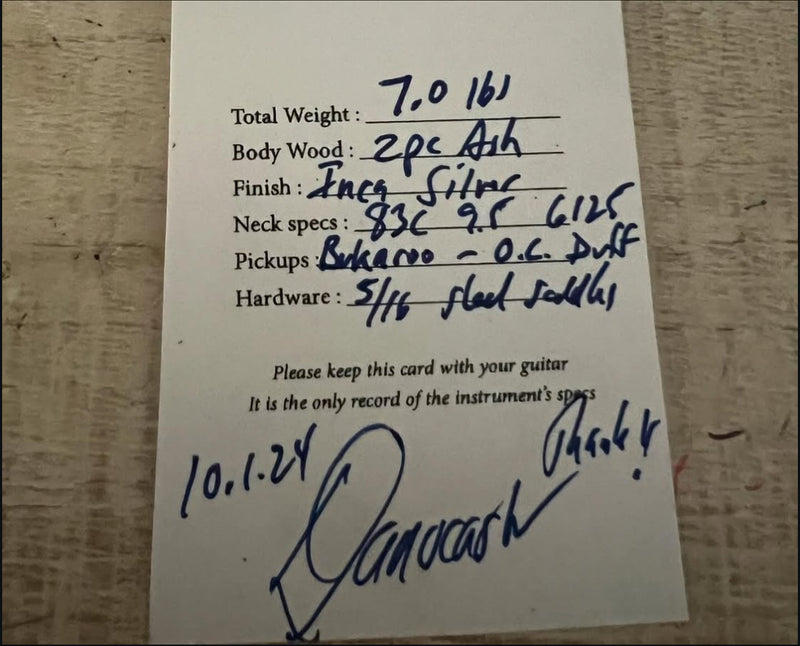 Total Weight : 7.0 lbs
Body Wood : 2pc Ash
Finish : Inca Silver
Neck specs : 83C 9.5 6125
Pickups : Bukaroo - O.C. Duff
Hardware : 5/16 steel saddles
Please keep this card with your guitar
It is the only record of the instrument's specs
10.1.24
Thanks!
Danocaster